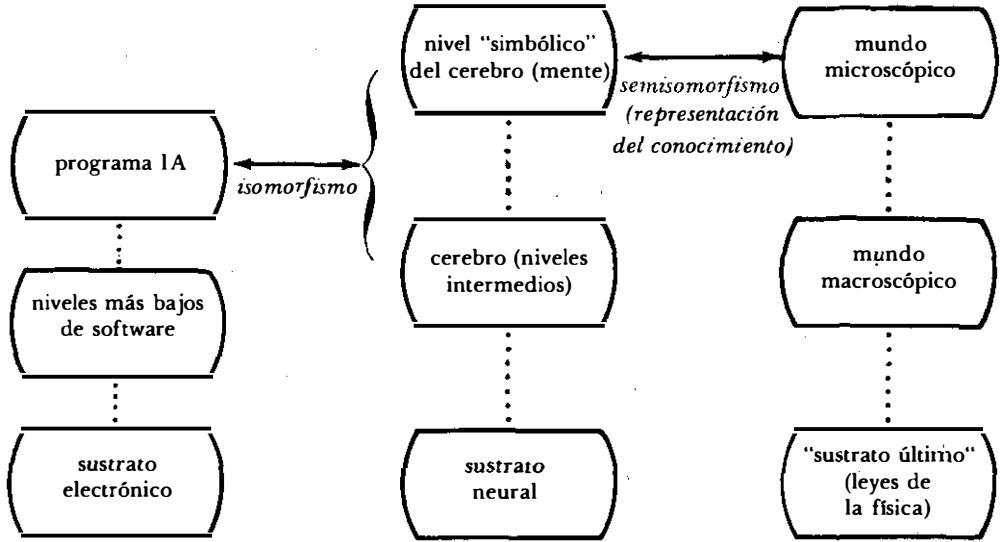 nivel “simbólico”
del cerebro (mente)
mundo
microscópico
semisomorfismo
(representación
del conocimiento)
programa IA
isomorfismo
cerebro (niveles
intermedios)
mundo
macroscópico
niveles más bajos
de software
sustrato
electrónico
sustrato
neural
“sustrato último“
(leyes de
la física)